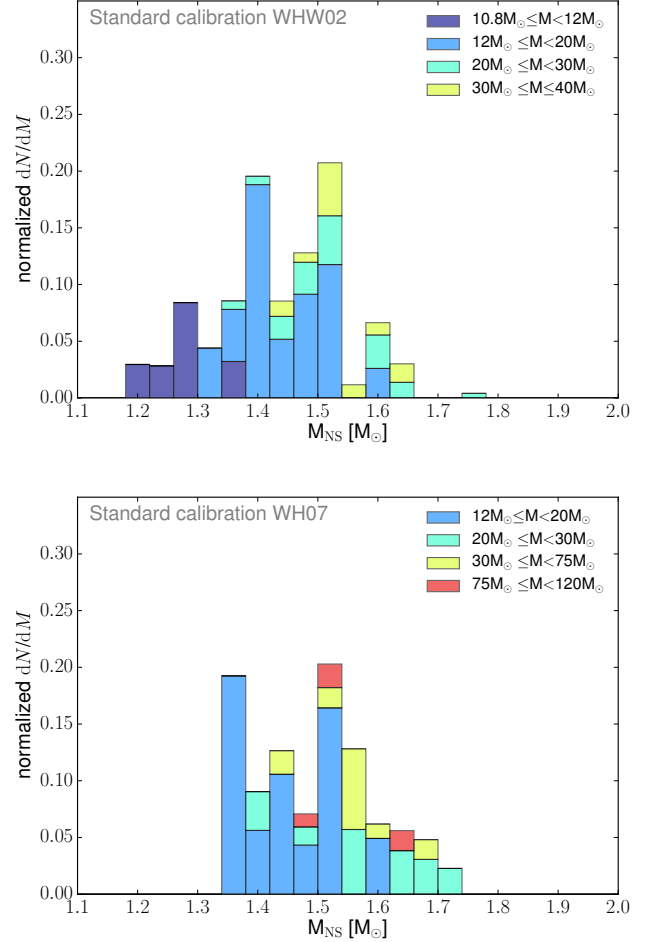 Standard calibration WHW02
10.8M☉≤M<12M☉
12M☉≤M<20M☉
20M☉≤M<30M☉
30M☉≤M≤40M☉
normalized dN/dM
0.30
0.25
0.20
0.15
0.10
0.05
0.00
1.1 1.2 1.3 1.4 1.5 1.6 1.7 1.8 1.9 2.0
M_NS [M☉]
Standard calibration WH07
12M☉≤M<20M☉
20M☉≤M<30M☉
30M☉≤M<75M☉
75M☉≤M<120M☉
normalized dN/dM
0.30
0.25
0.20
0.15
0.10
0.05
0.00
1.1 1.2 1.3 1.4 1.5 1.6 1.7 1.8 1.9 2.0
M_NS [M☉]